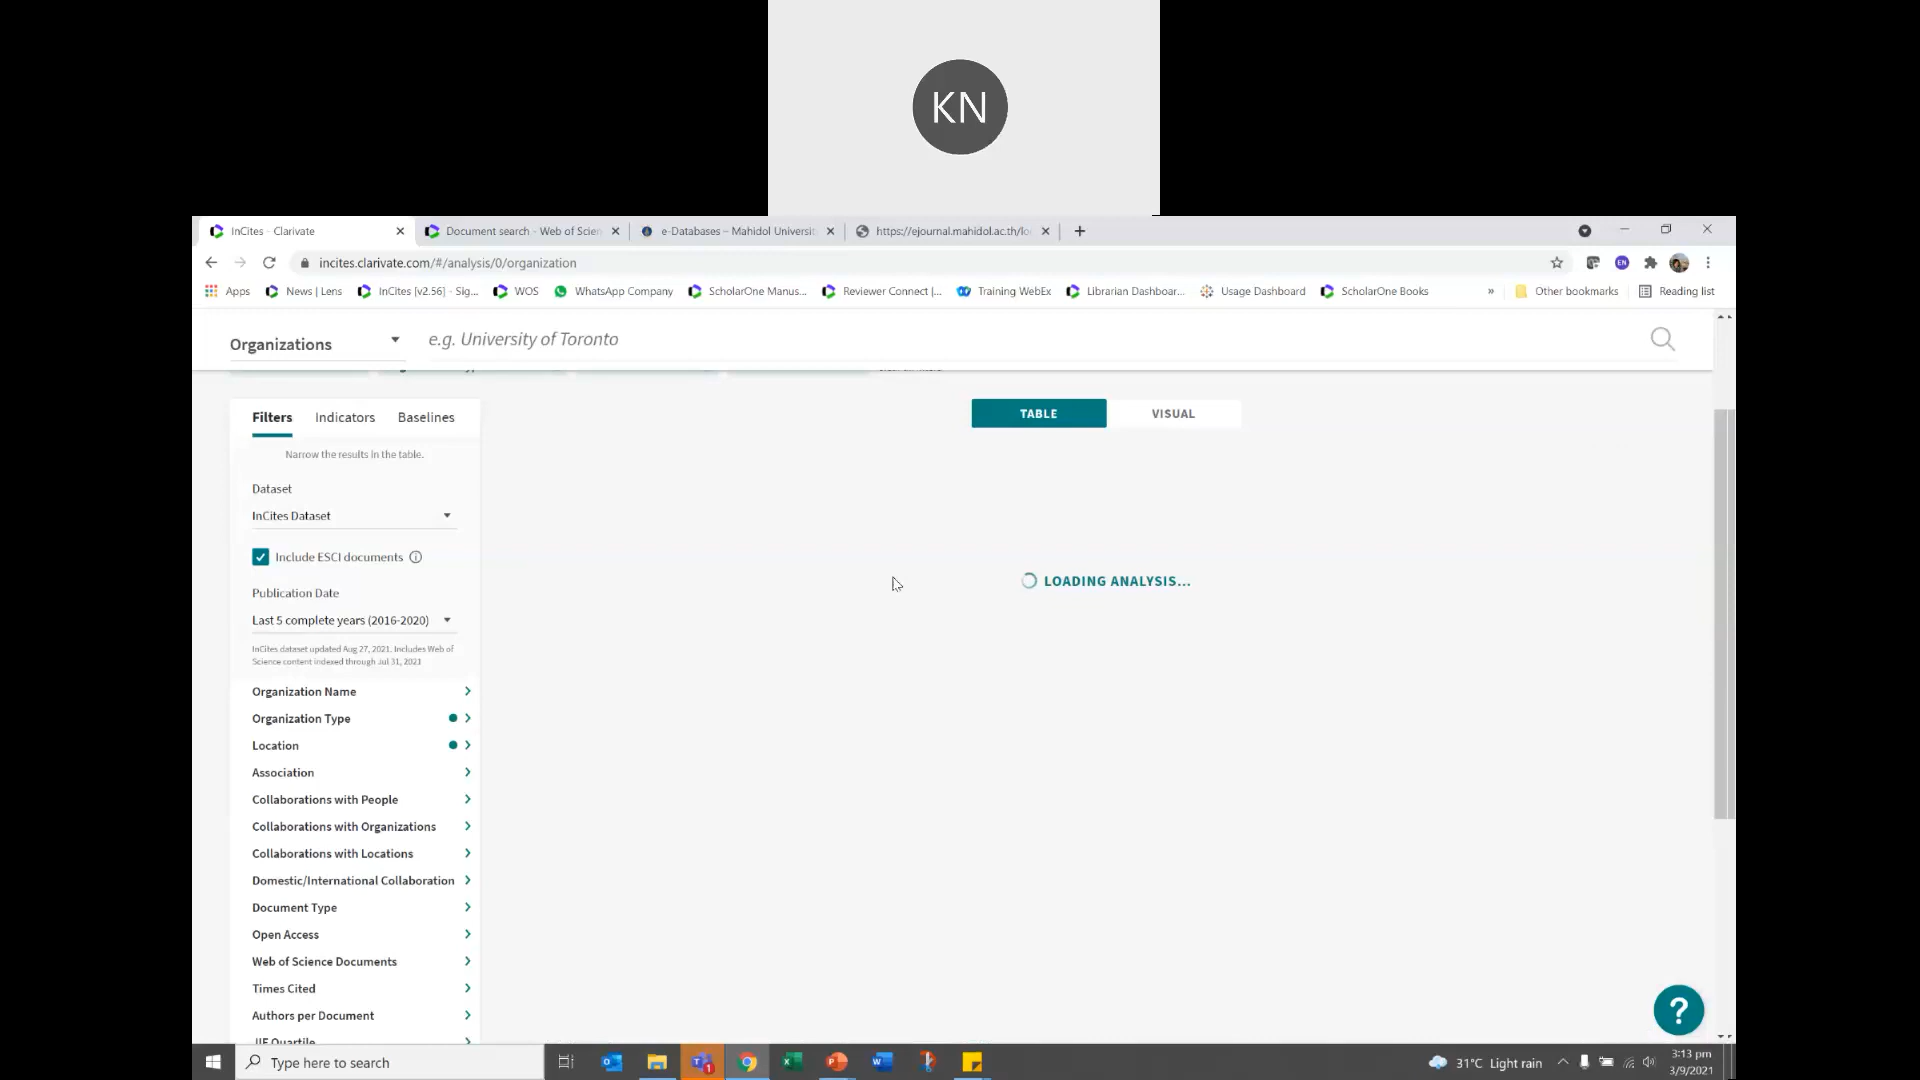 KN
InCites - Clarivate
Document search - Web of Scien
e-Databases – Mahidol Universit
https://ejournal.mahidol.ac.th/lo
incites.clarivate.com/#/analysis/0/organization
EN
Apps
News | Lens
InCites [v2.56] - Sig...
WOS
WhatsApp Company
ScholarOne Manus...
Reviewer Connect (...
Training WebEx
Librarian Dashboar...
Usage Dashboard
ScholarOne Books
»
Other bookmarks
Reading list
Organizations
e.g. University of Toronto
Filters
Indicators
Baselines
TABLE
VISUAL
Narrow the results in the table.
Dataset
InCites Dataset
Include ESCI documents
Publication Date
Last 5 complete years (2016-2020)
InCites dataset updated Aug 27, 2021. Includes Web of
Science content indexed through Jul 31, 2021
LOADING ANALYSIS...
Organization Name
Organization Type
Location
Association
Collaborations with People
Collaborations with Organizations
Collaborations with Locations
Domestic/International Collaboration
Document Type
Open Access
Web of Science Documents
Times Cited
Authors per Document
JIF Quartile
?
Type here to search
1
31°C Light rain
3:13 pm
3/9/2021